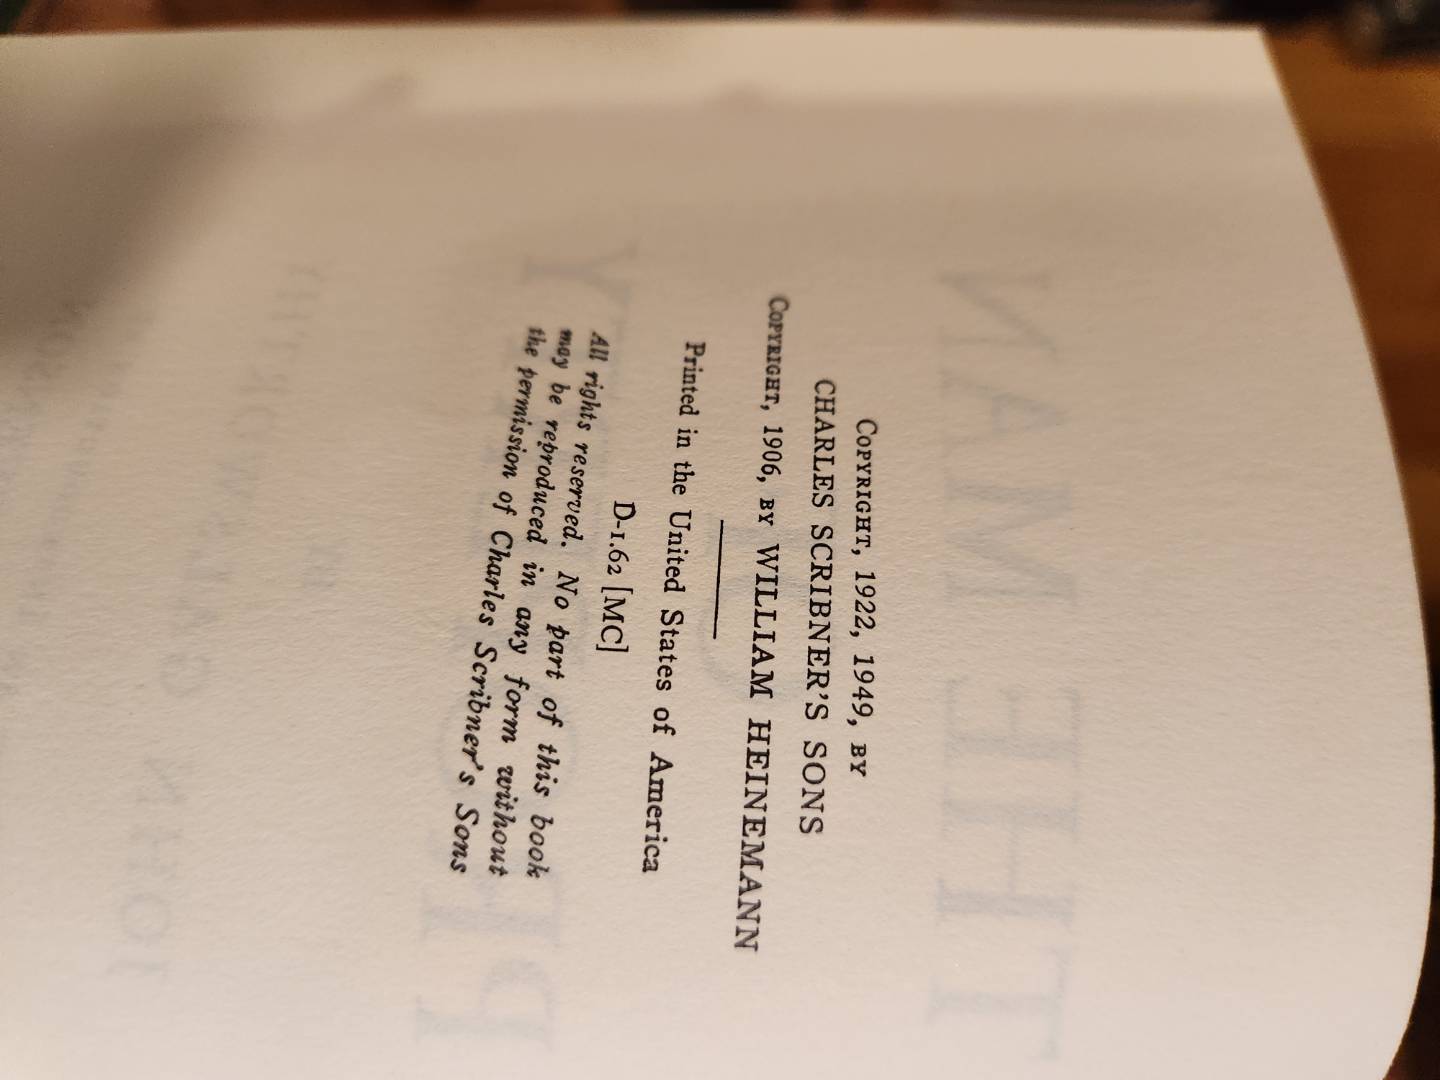 Copyright, 1922, 1949, by
CHARLES SCRIBNER'S SONS
Copyright, 1906, by WILLIAM HEINEMANN
Printed in the United States of America
D-1.62 [MC]
All rights reserved. No part of this book
may be reproduced in any form without
the permission of Charles Scribner's Sons